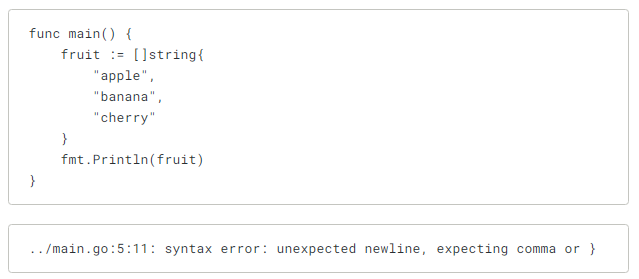 func main() {
    fruit := []string{
        "apple",
        "banana",
        "cherry"
    }
    fmt.Println(fruit)
}
../main.go:5:11: syntax error: unexpected newline, expecting comma or }